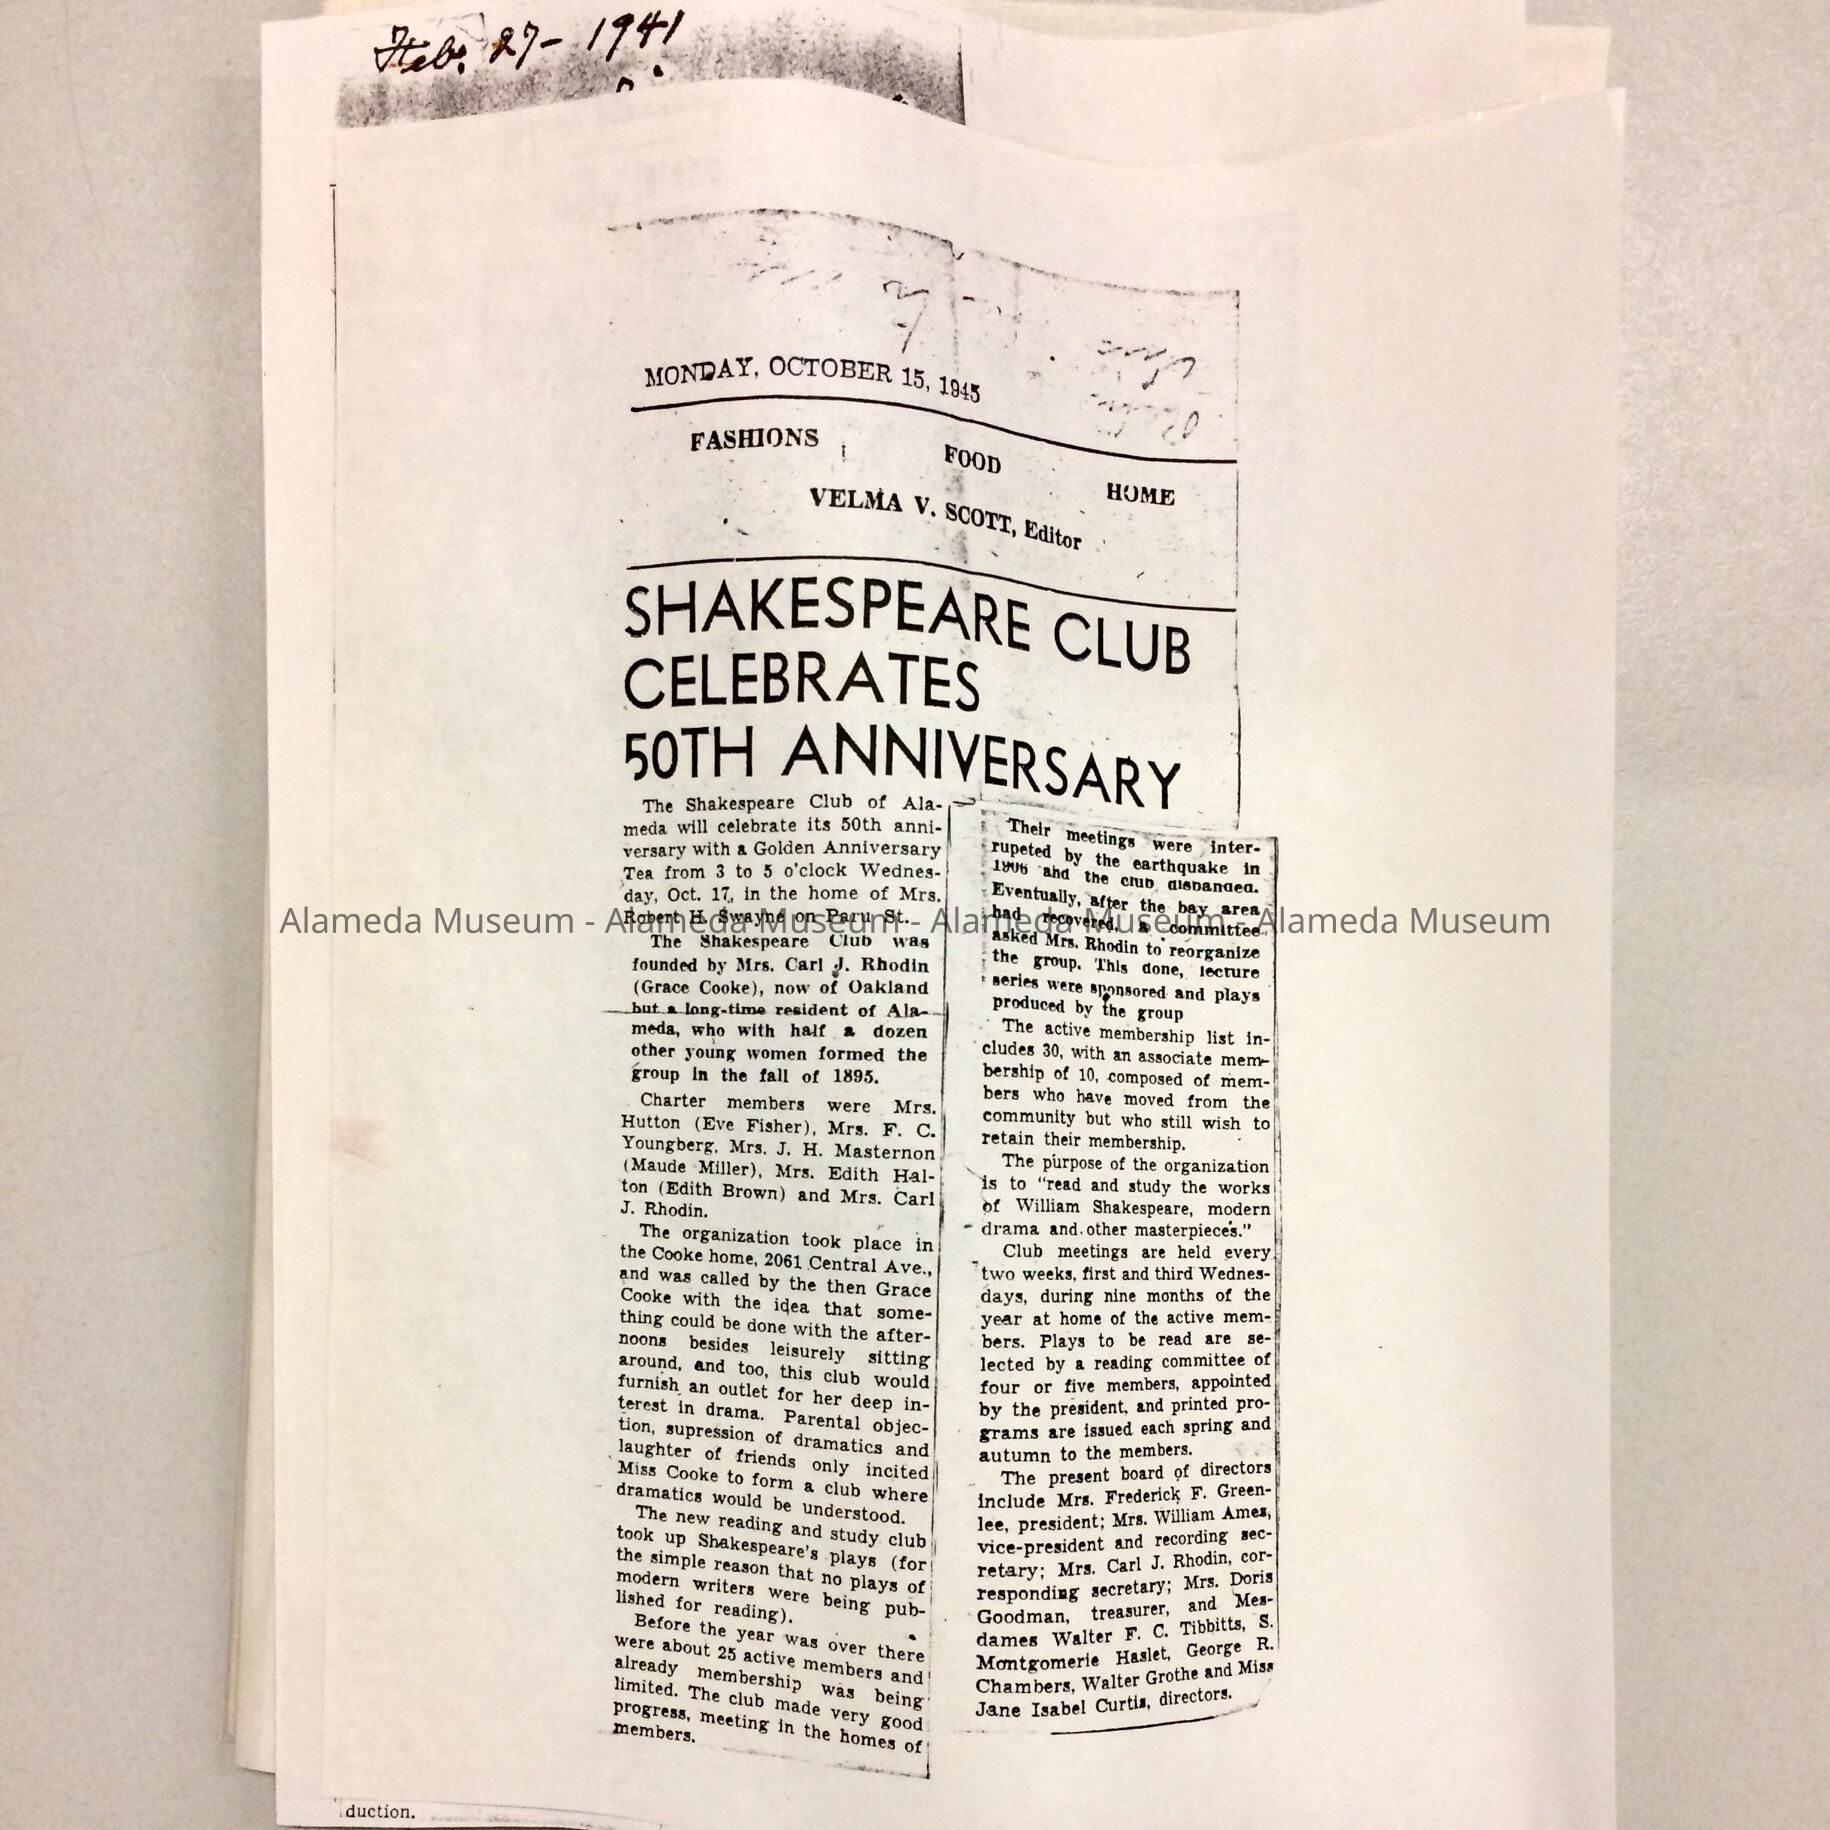 Feb. 27- 1941
MONDAY, OCTOBER 15, 1945
FASHIONS FOOD HOME
VELMA V. SCOTT, Editor
SHAKESPEARE CLUB
CELEBRATES
50TH ANNIVERSARY
The Shakespeare Club of Ala-
meda will celebrate its 50th anni-
versary with a Golden Anniversary
Tea from 3 to 5 o'clock Wednes-
day, Oct. 17, in the home of Mrs.
Robert H. Swayne on Paru St.
The Shakespeare Club was
founded by Mrs. Carl J. Rhodin
(Grace Cooke), now of Oakland
but a long-time resident of Ala-
meda, who with half a dozen
other young women formed the
group in the fall of 1895.
Charter members were Mrs.
Hutton (Eve Fisher), Mrs. F. C.
Youngberg, Mrs. J. H. Masternon
(Maude Miller), Mrs. Edith Hal-
ton (Edith Brown) and Mrs. Carl
J. Rhodin.
The organization took place in
the Cooke home, 2061 Central Ave.,
and was called by the then Grace
Cooke with the idea that some-
thing could be done with the after-
noons besides leisurely sitting
around, and too, this club would
furnish an outlet for her deep in-
terest in drama. Parental objec-
tion, supression of dramatics and
laughter of friends only incited
Miss Cooke to form a club where
dramatics would be understood.
The new reading and study club
took up Shakespeare's plays (for
the simple reason that no plays of
modern writers were being pub-
lished for reading).
Before the year was over there
were about 25 active members and
already membership was being
limited. The club made very good
progress, meeting in the homes of
members.
Their meetings were inter-
rupeted by the earthquake in
1906 and the club disbanded.
Eventually, after the bay area
had recovered, a committee
asked Mrs. Rhodin to reorganize
the group. This done, lecture
series were sponsored and plays
produced by the group
The active membership list in-
cludes 30, with an associate mem-
bership of 10, composed of mem-
bers who have moved from the
community but who still wish to
retain their membership.
The purpose of the organization
is to "read and study the works
of William Shakespeare, modern
drama and other masterpieces."
Club meetings are held every
two weeks, first and third Wednes-
days, during nine months of the
year at home of the active mem-
bers. Plays to be read are se-
lected by a reading committee of
four or five members, appointed
by the president, and printed pro-
grams are issued each spring and
autumn to the members.
The present board of directors
include Mrs. Frederick F. Green-
lee, president; Mrs. William Ames,
vice-president and recording sec-
retary; Mrs. Carl J. Rhodin, cor-
responding secretary; Mrs. Doris
Goodman, treasurer, and Mes-
dames Walter F. C. Tibbitts, S.
Montgomerie Haslet, George R.
Chambers, Walter Grothe and Miss
Jane Isabel Curtis, directors.
duction.
Alameda Museum - Alameda Museum - Alameda Museum - Alameda Museum